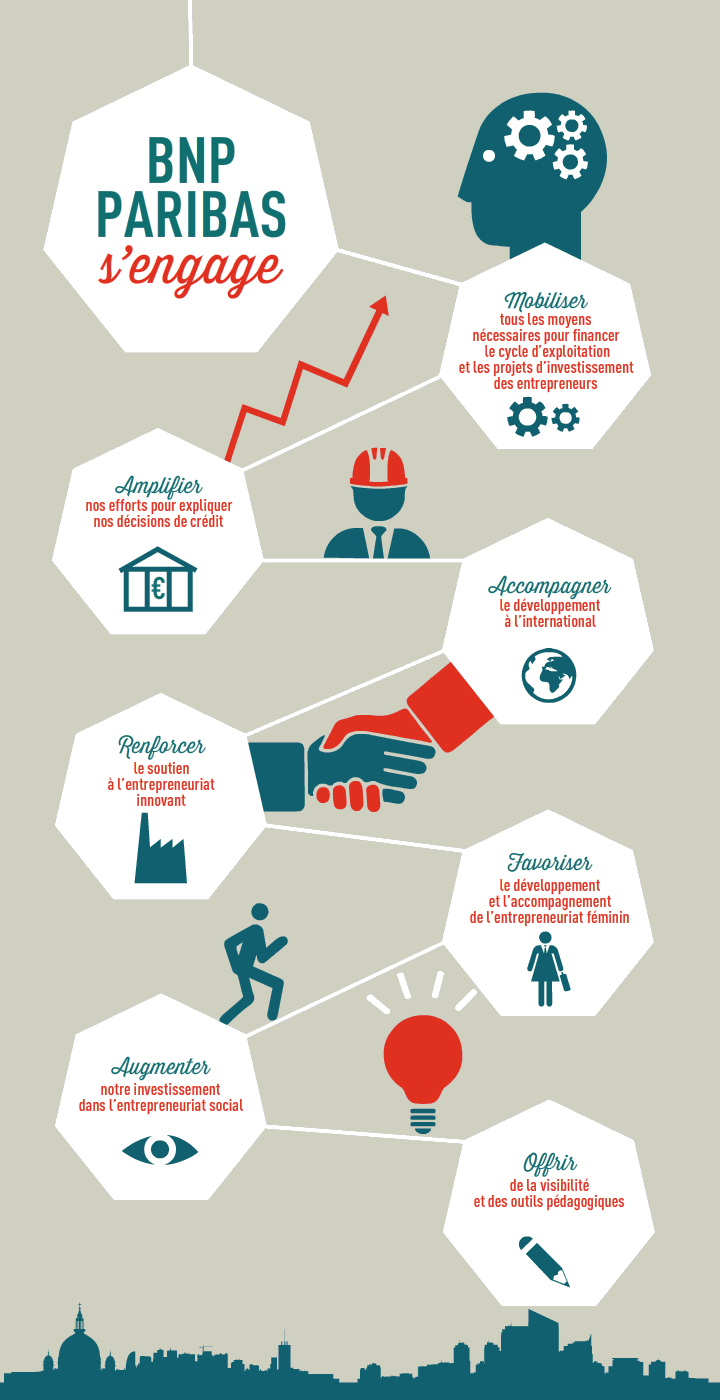 BNP
PARIBAS
s'engage
Mobiliser
tous les moyens
nécessaires pour financer
le cycle d'exploitation
et les projets d'investissement
des entrepreneurs
Amplifier
nos efforts pour expliquer
nos décisions de crédit
€
Accompagner
le développement
à l'international
Renforcer
le soutien
à l'entrepreneuriat
innovant
Favoriser
le développement
et l'accompagnement
de l'entrepreneuriat féminin
Augmenter
notre investissement
dans l'entrepreneuriat social
Offrir
de la visibilité
et des outils pédagogiques